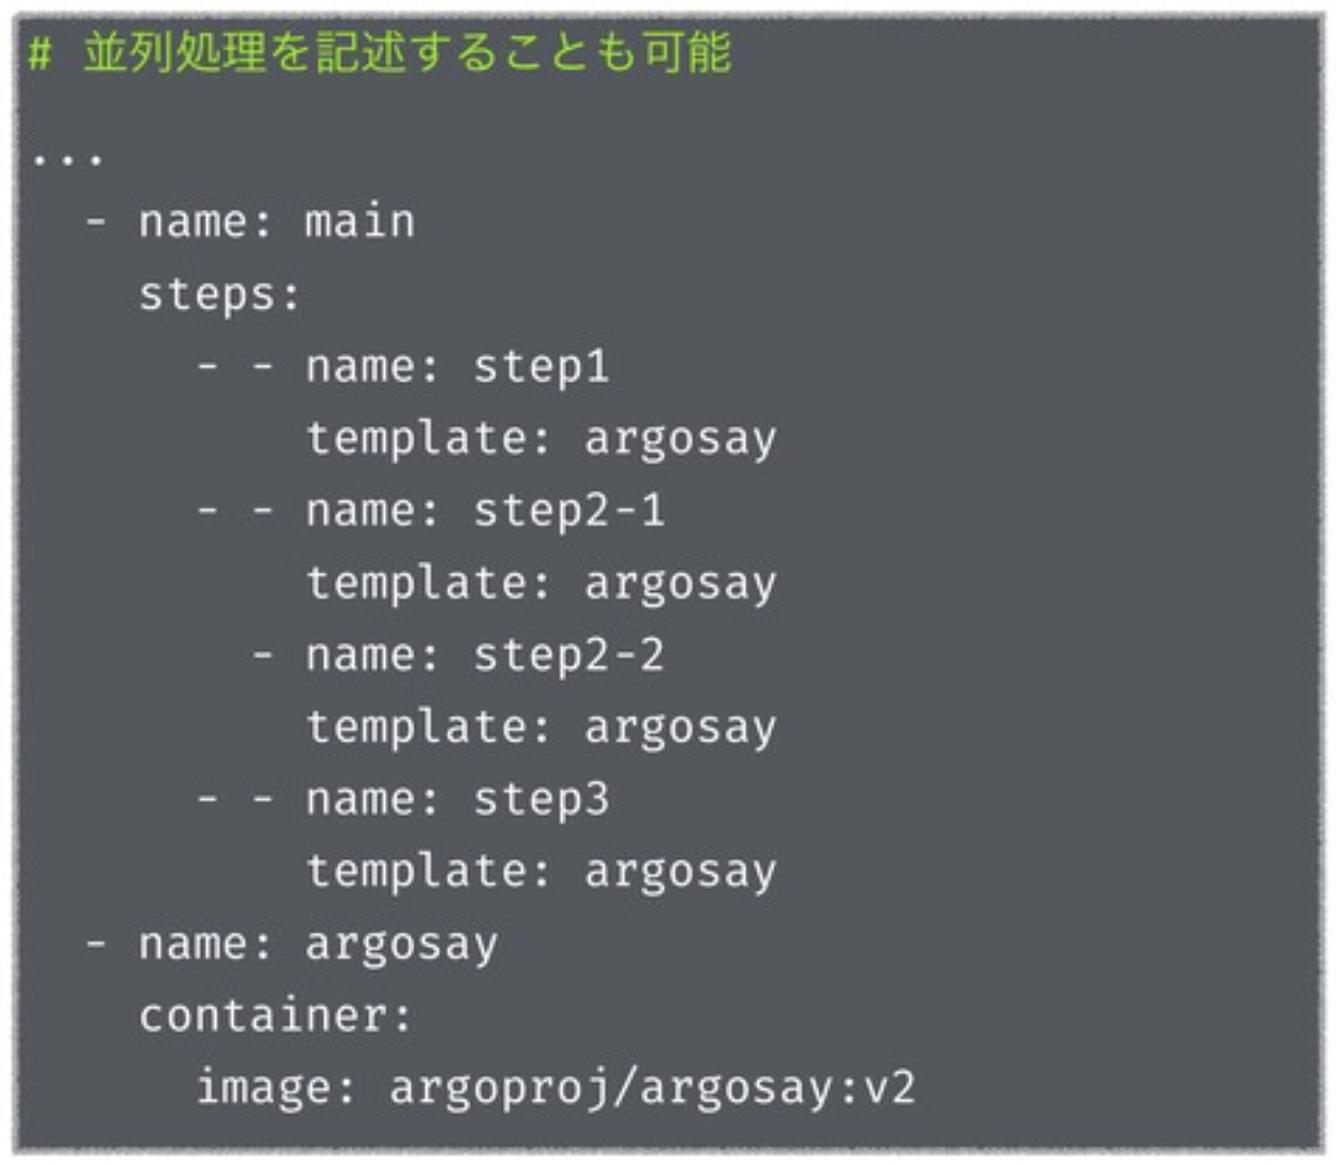 # 並列処理を記述することも可能
...
  - name: main
    steps:
      - - name: step1
          template: argosay
      - - name: step2-1
          template: argosay
        - name: step2-2
          template: argosay
      - - name: step3
          template: argosay
  - name: argosay
    container:
      image: argoproj/argosay:v2